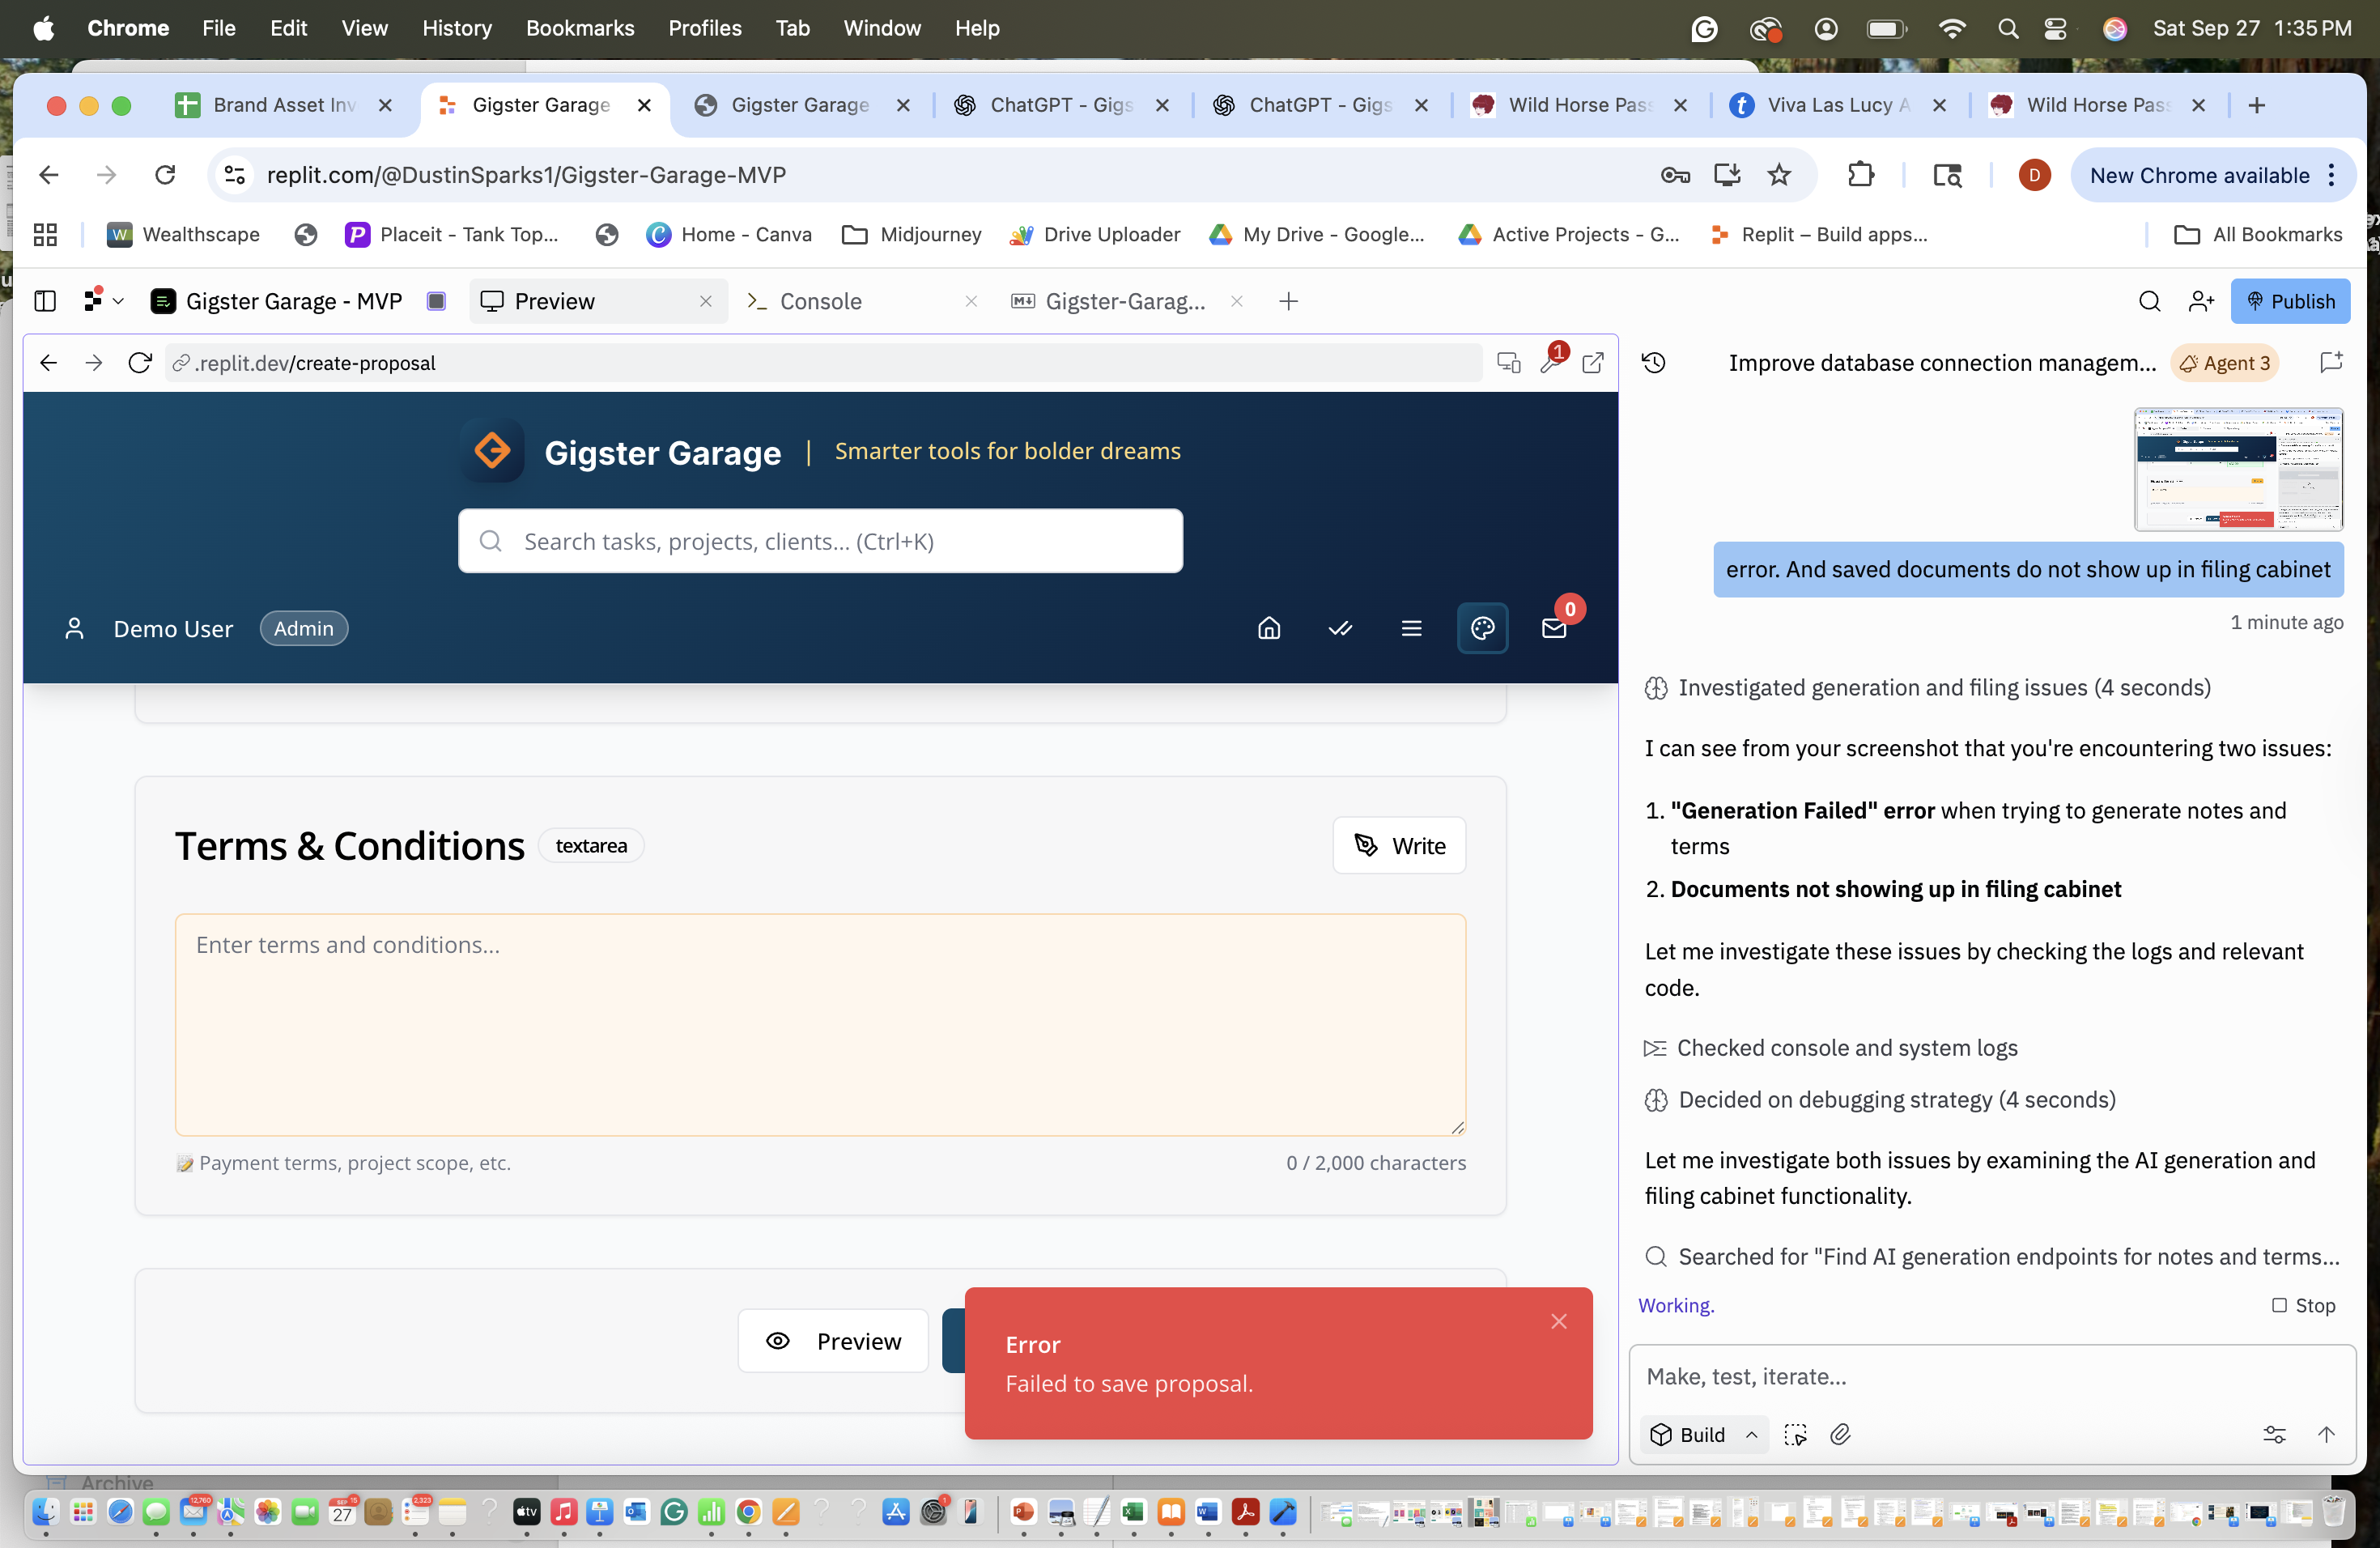 Chrome File Edit View History Bookmarks Profiles Tab Window Help Sat Sep 27 1:35 PM
Brand Asset Inv Gigster Garage Gigster Garage ChatGPT - Gigs ChatGPT - Gigs Wild Horse Pass Viva Las Lucy A Wild Horse Pass
replit.com/@DustinSparks1/Gigster-Garage-MVP D New Chrome available
W Wealthscape P Placeit - Tank Top... C Home - Canva Midjourney Drive Uploader My Drive - Google... Active Projects - G... Replit – Build apps... All Bookmarks
Gigster Garage - MVP Preview Console Gigster-Garag... Publish
.replit.dev/create-proposal 1
Improve database connection managem... Agent 3
Gigster Garage | Smarter tools for bolder dreams
Search tasks, projects, clients... (Ctrl+K)
Demo User Admin 0
Terms & Conditions textarea Write
Enter terms and conditions...
📝 Payment terms, project scope, etc. 0 / 2,000 characters
Preview
Error
Failed to save proposal.
error. And saved documents do not show up in filing cabinet
1 minute ago
Investigated generation and filing issues (4 seconds)
I can see from your screenshot that you're encountering two issues:
1. "Generation Failed" error when trying to generate notes and
terms
2. Documents not showing up in filing cabinet
Let me investigate these issues by checking the logs and relevant
code.
Checked console and system logs
Decided on debugging strategy (4 seconds)
Let me investigate both issues by examining the AI generation and
filing cabinet functionality.
Searched for "Find AI generation endpoints for notes and terms...
Working. Stop
Make, test, iterate...
Build
Archive
12,760 SEP 15 27 2,323 tv 1